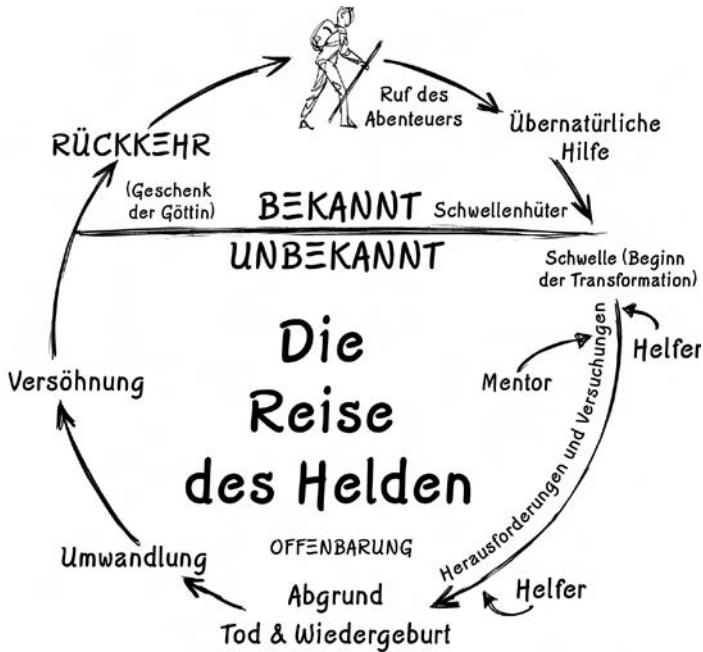 Ruf des
Abenteuers
Übernatürliche
Hilfe
RÜCKKEHR
(Geschenk
der Göttin)
BEKANNT
Schwellenhüter
UNBEKANNT
Schwelle (Beginn
der Transformation)
Helfer
Mentor
Herausforderungen und Versuchungen
Die
Reise
des Helden
Versöhnung
Umwandlung
OFFENBARUNG
Abgrund
Tod & Wiedergeburt
Helfer